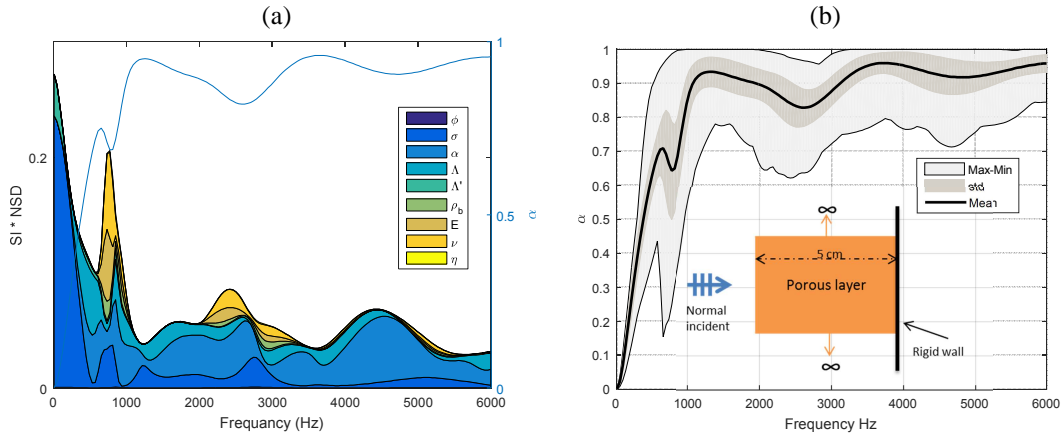 (a)
1
0.2
SI * NSD
0.5
α
0
0
0
1000
2000
3000
4000
5000
6000
Frequancy (Hz)
ϕ
σ
α
Λ
Λ'
ρb
E
ν
η
(b)
1
0.9
0.8
0.7
0.6
0.5
0.4
0.3
0.2
0.1
0
α
0
1000
2000
3000
4000
5000
6000
Frequency Hz
Max-Min
std
Mean
∞
5 cm
Porous layer
Normal
incident
∞
Rigid wall